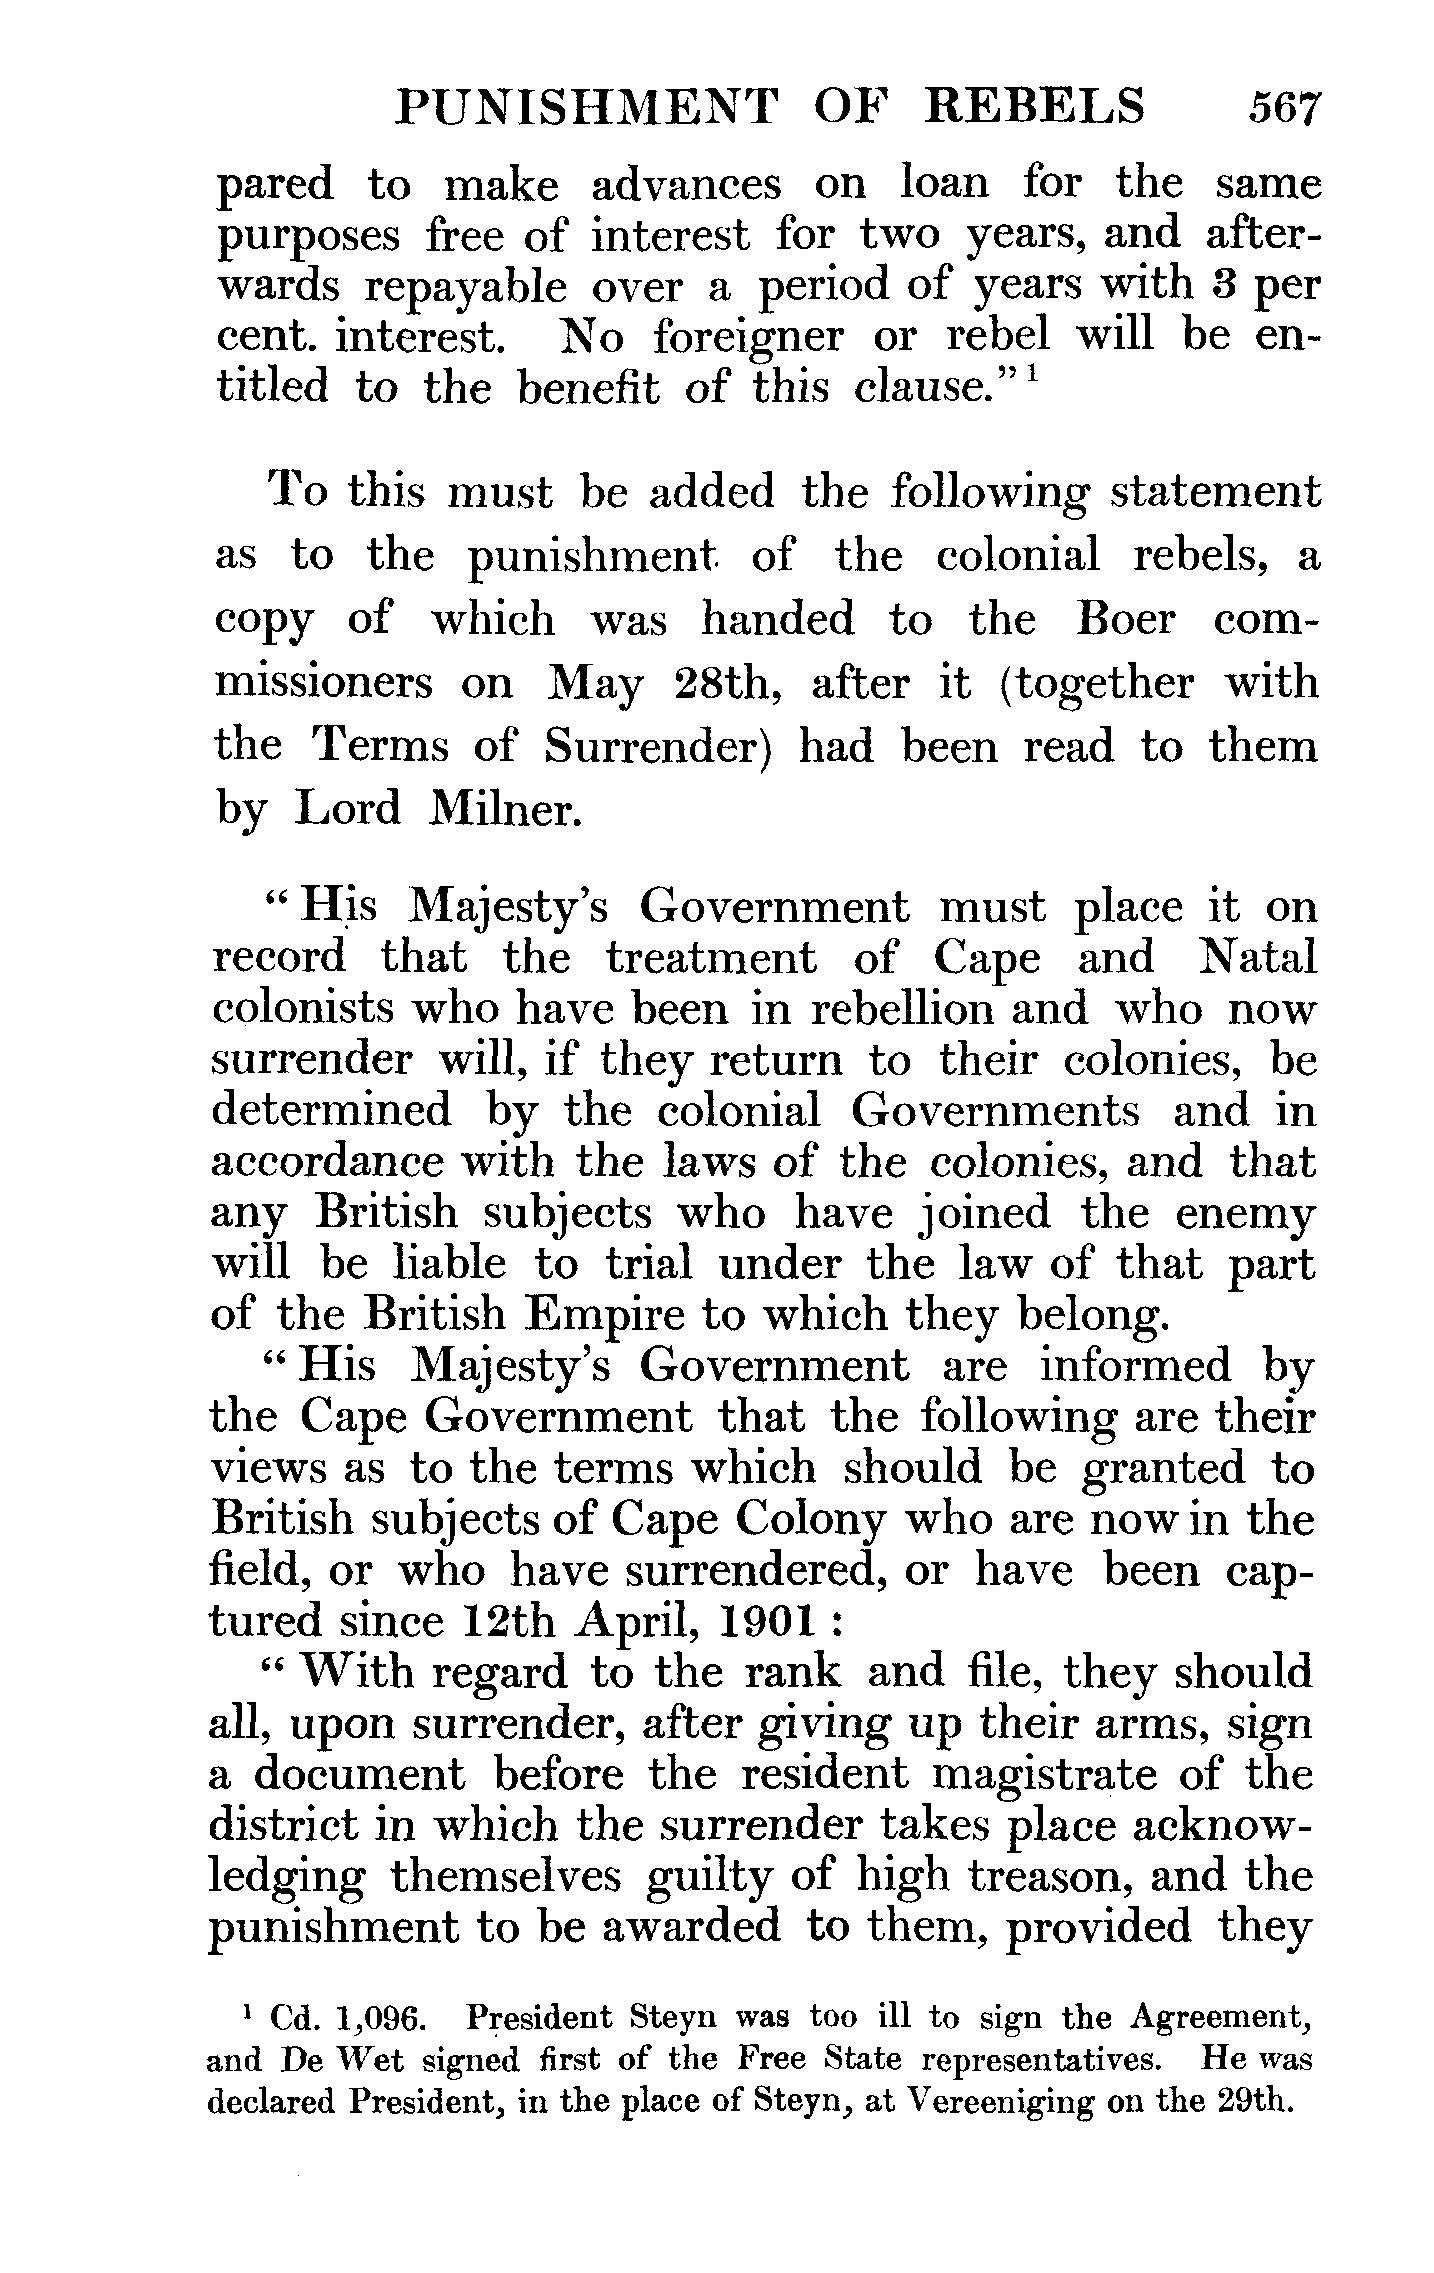 PUNISHMENT OF REBELS 567
pared to make advances on loan for the same
purposes free of interest for two years, and after-
wards repayable over a period of years with 3 per
cent. interest. No foreigner or rebel will be en-
titled to the benefit of this clause." ¹
To this must be added the following statement
as to the punishment of the colonial rebels, a
copy of which was handed to the Boer com-
missioners on May 28th, after it (together with
the Terms of Surrender) had been read to them
by Lord Milner.
“ His Majesty's Government must place it on
record that the treatment of Cape and Natal
colonists who have been in rebellion and who now
surrender will, if they return to their colonies, be
determined by the colonial Governments and in
accordance with the laws of the colonies, and that
any British subjects who have joined the enemy
will be liable to trial under the law of that part
of the British Empire to which they belong.
“ His Majesty's Government are informed by
the Cape Government that the following are their
views as to the terms which should be granted to
British subjects of Cape Colony who are now in the
field, or who have surrendered, or have been cap-
tured since 12th April, 1901 :
“ With regard to the rank and file, they should
all, upon surrender, after giving up their arms, sign
a document before the resident magistrate of the
district in which the surrender takes place acknow-
ledging themselves guilty of high treason, and the
punishment to be awarded to them, provided they
¹ Cd. 1,096. President Steyn was too ill to sign the Agreement,
and De Wet signed first of the Free State representatives. He was
declared President, in the place of Steyn, at Vereeniging on the 29th.